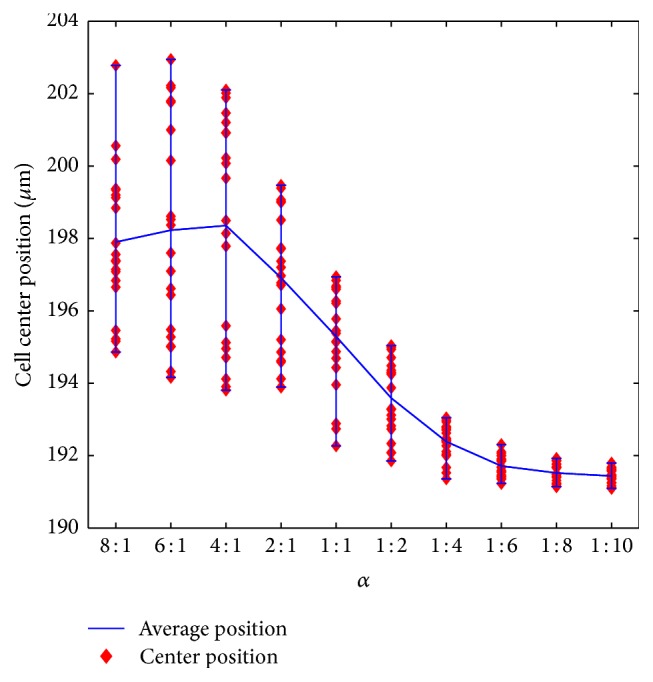 204
202
200
198
196
194
192
190
Cell center position (μm)
8 : 1 6 : 1 4 : 1 2 : 1 1 : 1 1 : 2 1 : 4 1 : 6 1 : 8 1 : 10
α
Average position
Center position